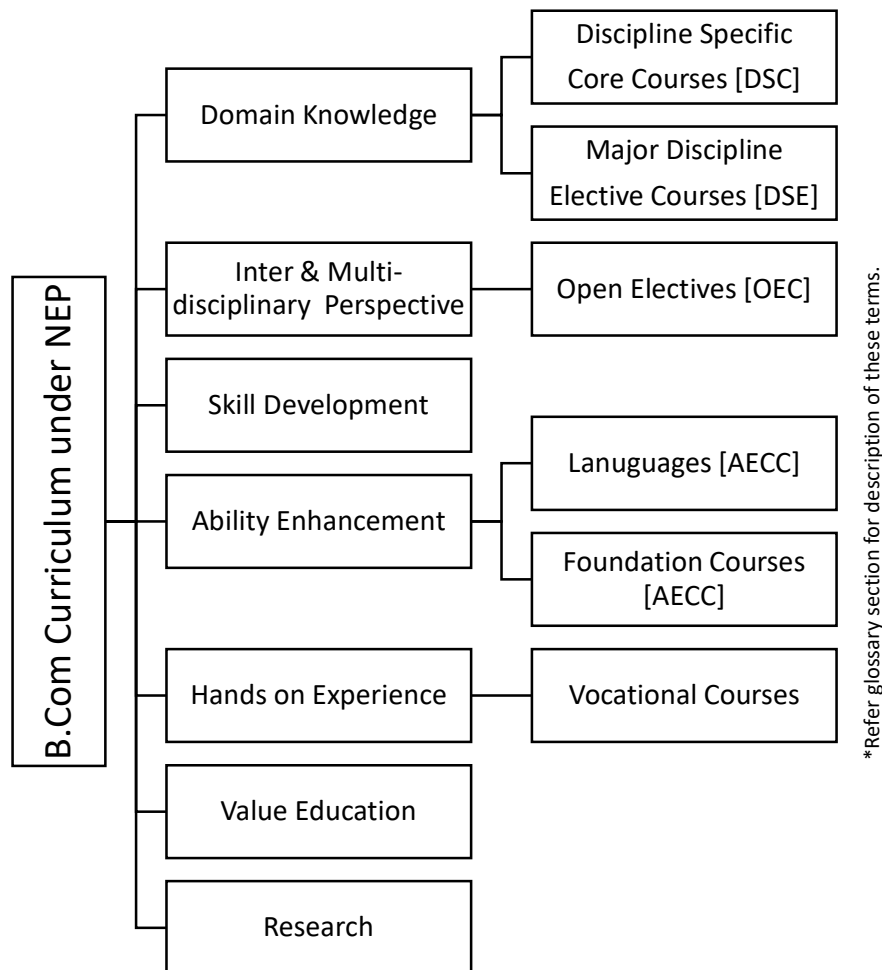 B.Com Curriculum under NEP
Domain Knowledge
Discipline Specific
Core Courses [DSC]
Major Discipline
Elective Courses [DSE]
Inter & Multi-
disciplinary Perspective
Open Electives [OEC]
Skill Development
Ability Enhancement
Lanuguages [AECC]
Foundation Courses
[AECC]
Hands on Experience
Vocational Courses
Value Education
Research
*Refer glossary section for description of these terms.